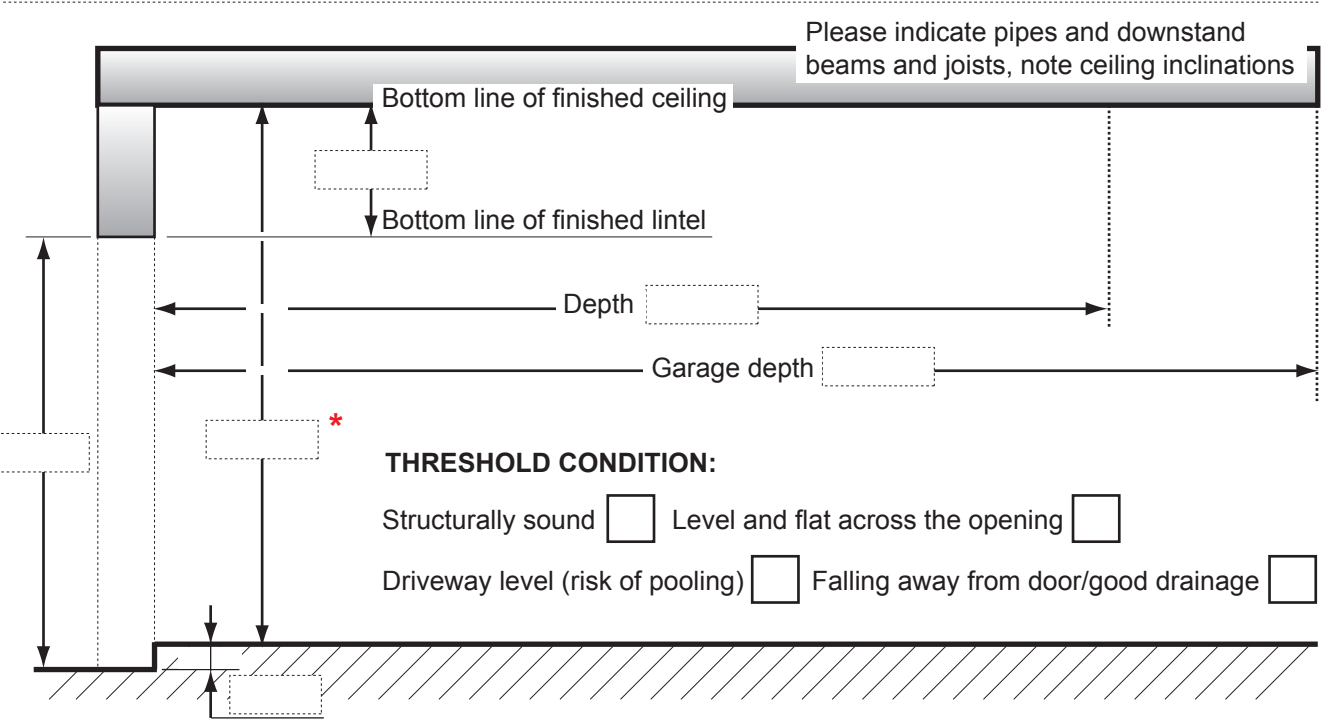 Please indicate pipes and downstand
beams and joists, note ceiling inclinations
Bottom line of finished ceiling
Bottom line of finished lintel
Depth
Garage depth
*
THRESHOLD CONDITION:
Structurally sound Level and flat across the opening
Driveway level (risk of pooling) Falling away from door/good drainage